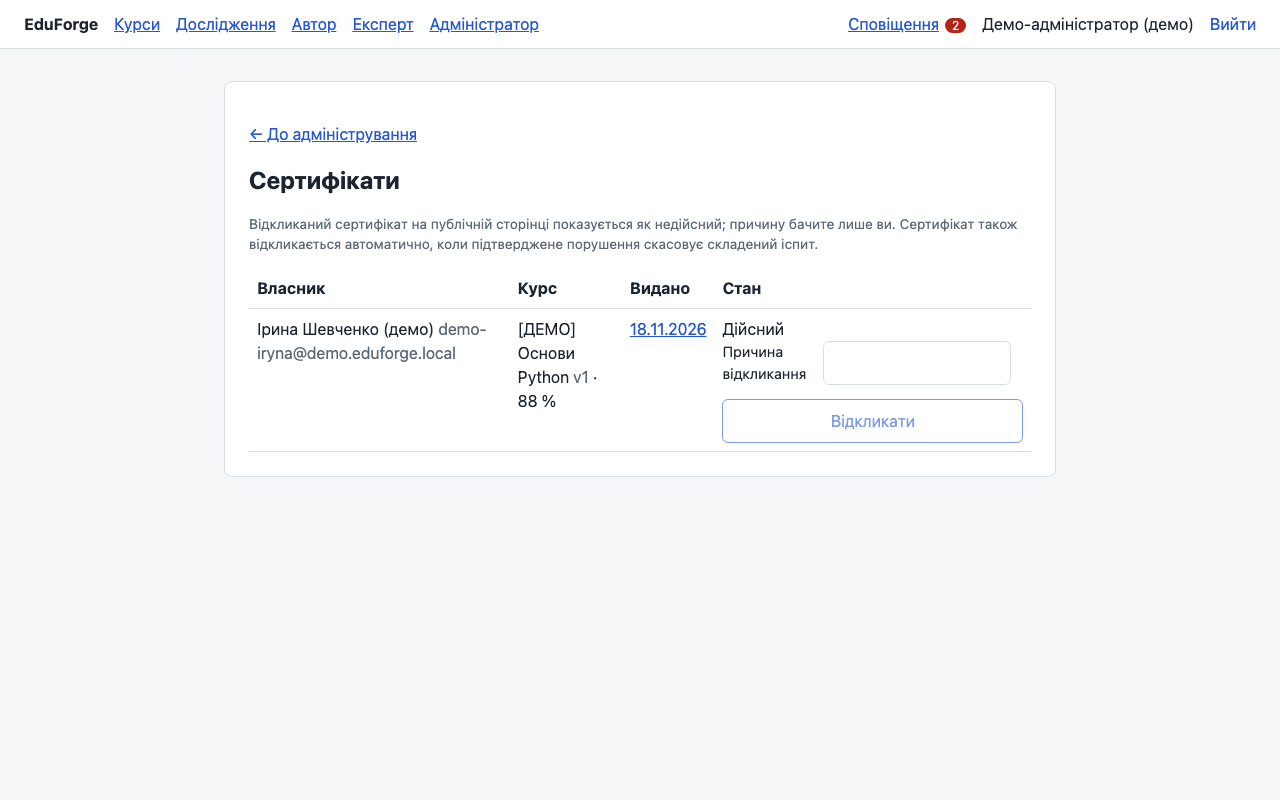 EduForge Курси Дослідження Автор Експерт Адміністратор Сповіщення 2 Демо-адміністратор (демо) Вийти
← До адміністрування
Сертифікати
Відкликаний сертифікат на публічній сторінці показується як недійсний; причину бачите лише ви. Сертифікат також
відкликається автоматично, коли підтверджене порушення скасовує складений іспит.
Власник Курс Видано Стан
Ірина Шевченко (демо) demo-
iryna@demo.eduforge.local
[ДЕМО]
Основи
Python v1 ·
88 %
18.11.2026
Дійсний
Причина
відкликання
Відкликати